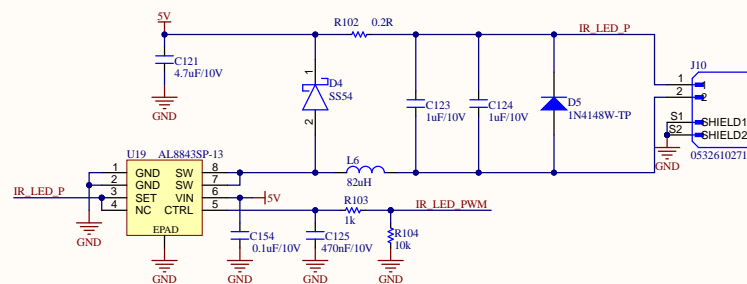 5V
R102
0.2R
IR_LED_P
C121
4.7uF/10V
GND
1
D4
SS54
2
C123
1uF/10V
C124
1uF/10V
D5
1N4148W-TP
J10
1
1
2
2
S1
SHIELD1
S2
SHIELD2
GND
0532610271
U19
AL8843SP-13
1
GND
SW
8
2
GND
SW
7
3
SET
VIN
6
4
NC
CTRL
5
EPAD
IR_LED_P
GND
GND
L6
82uH
5V
C154
0.1uF/10V
GND
C125
470nF/10V
GND
R103
1k
IR_LED_PWM
R104
10k
GND